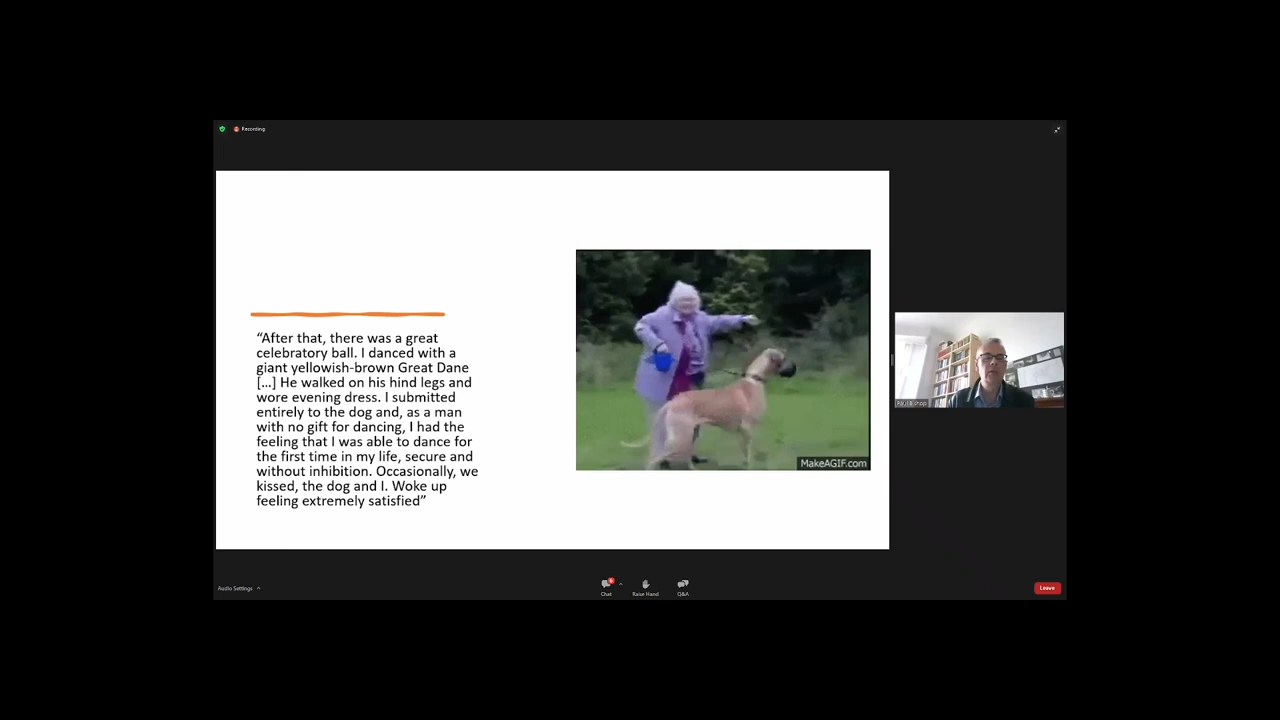 Recording
“After that, there was a great
celebratory ball. I danced with a
giant yellowish-brown Great Dane
[...] He walked on his hind legs and
wore evening dress. I submitted
entirely to the dog and, as a man
with no gift for dancing, I had the
feeling that I was able to dance for
the first time in my life, secure and
without inhibition. Occasionally, we
kissed, the dog and I. Woke up
feeling extremely satisfied”
MakeAGIF.com
Paul Bishop
Audio Settings
Chat
Raise Hand
Q&A
Leave